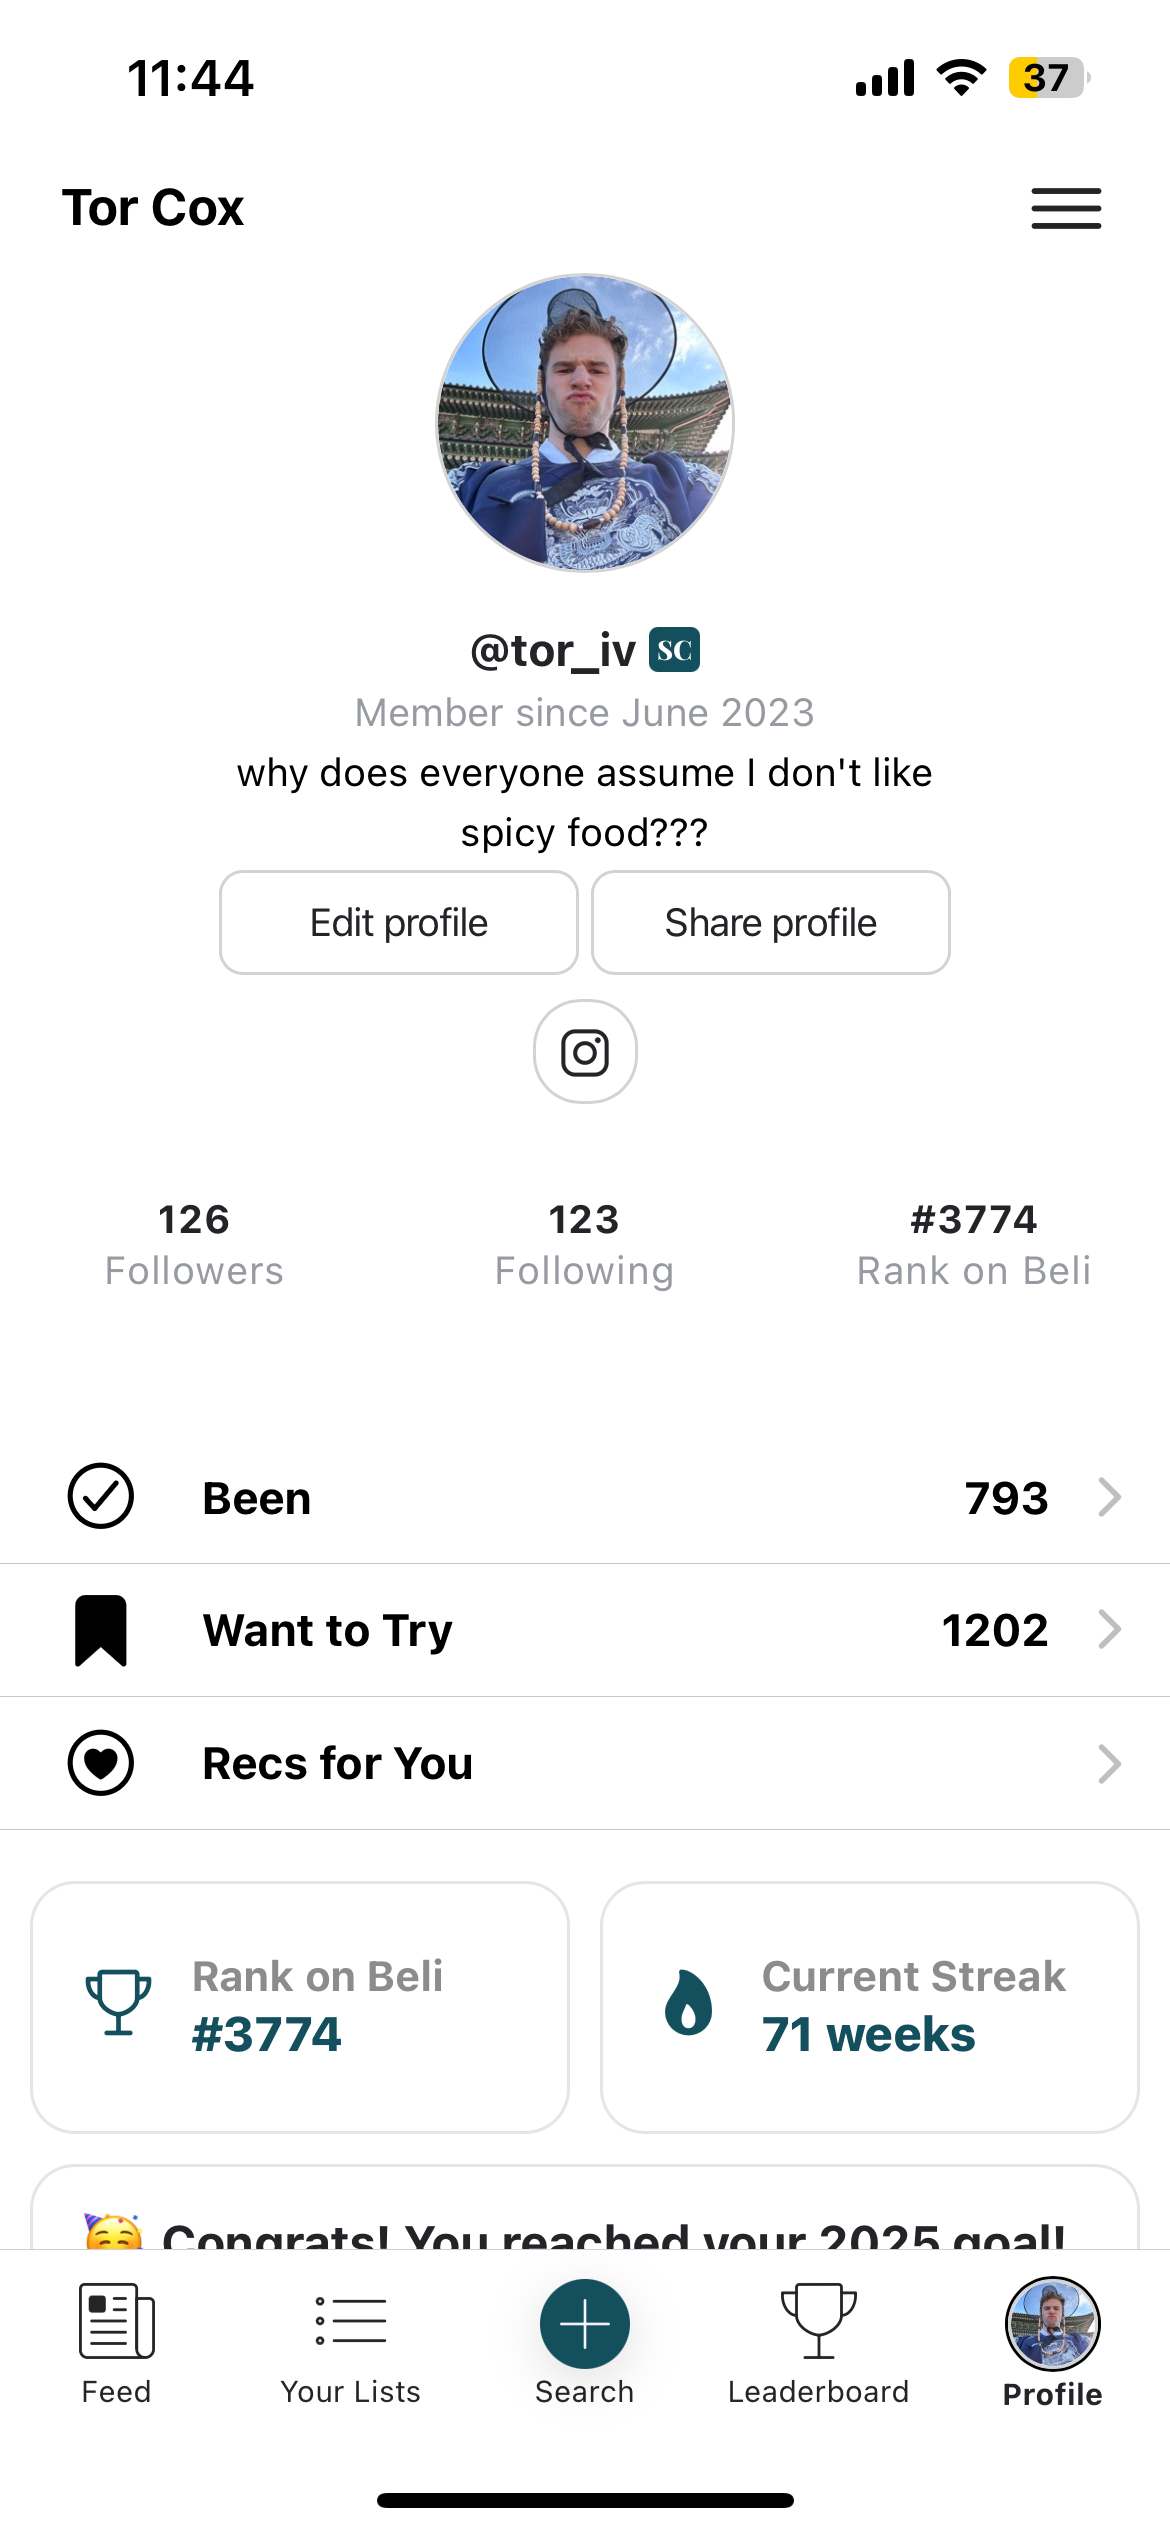 11:44
37
Tor Cox
@tor_iv SC
Member since June 2023
why does everyone assume I don't like
spicy food???
Edit profile
Share profile
126
Followers
123
Following
#3774
Rank on Beli
Been 793
Want to Try 1202
Recs for You
Rank on Beli
#3774
Current Streak
71 weeks
🥳 Congrats! You reached your 2025 goal!
Feed
Your Lists
Search
Leaderboard
Profile